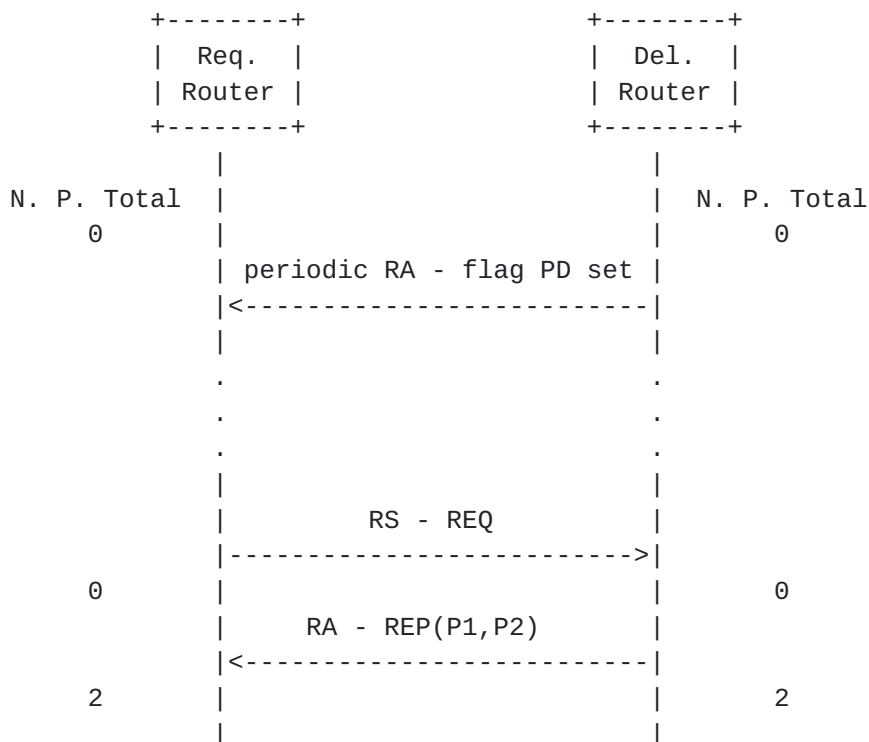 +--------+ +--------+
| Req. | | Del. |
| Router | | Router |
+--------+ +--------+
| |
N. P. Total | | N. P. Total
0 | | 0
| periodic RA - flag PD set |
|<--------------------------|
| |
. .
. .
. .
| |
| RS - REQ |
|-------------------------->|
0 | | 0
| RA - REP(P1,P2) |
|<--------------------------|
2 | | 2
| |